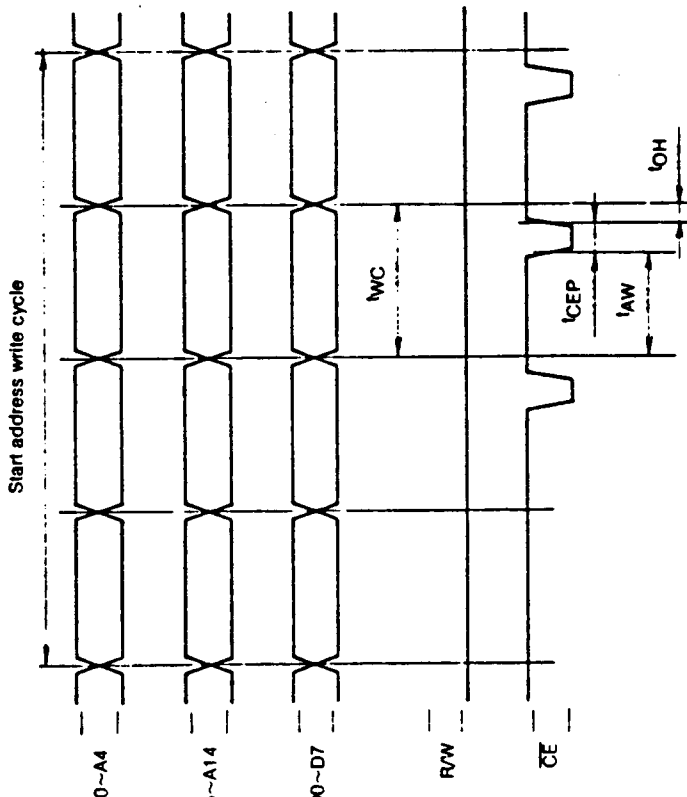 Start address write cycle
0~A4
~A14
0~D7
R/W
CE
tWC
tCEP
tAW
tOH